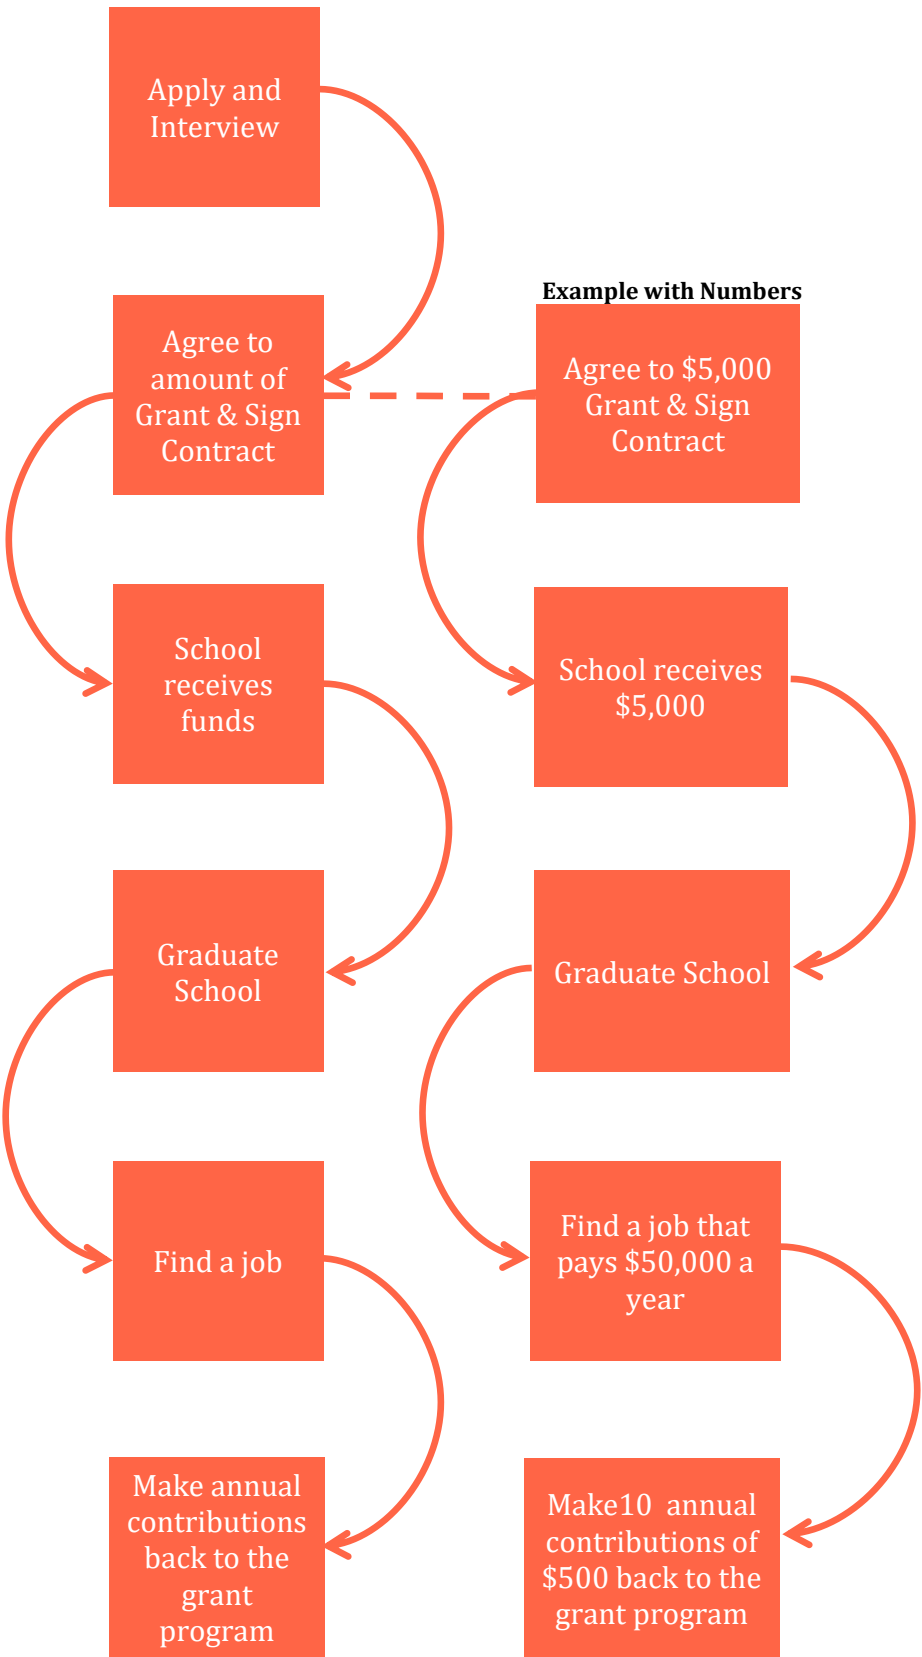 Apply and
Interview
Agree to
amount of
Grant & Sign
Contract
School
receives
funds
Graduate
School
Find a job
Make annual
contributions
back to the
grant
program
Example with Numbers
Agree to $5,000
Grant & Sign
Contract
School receives
$5,000
Graduate School
Find a job that
pays $50,000 a
year
Make10  annual
contributions of
$500 back to the
grant program